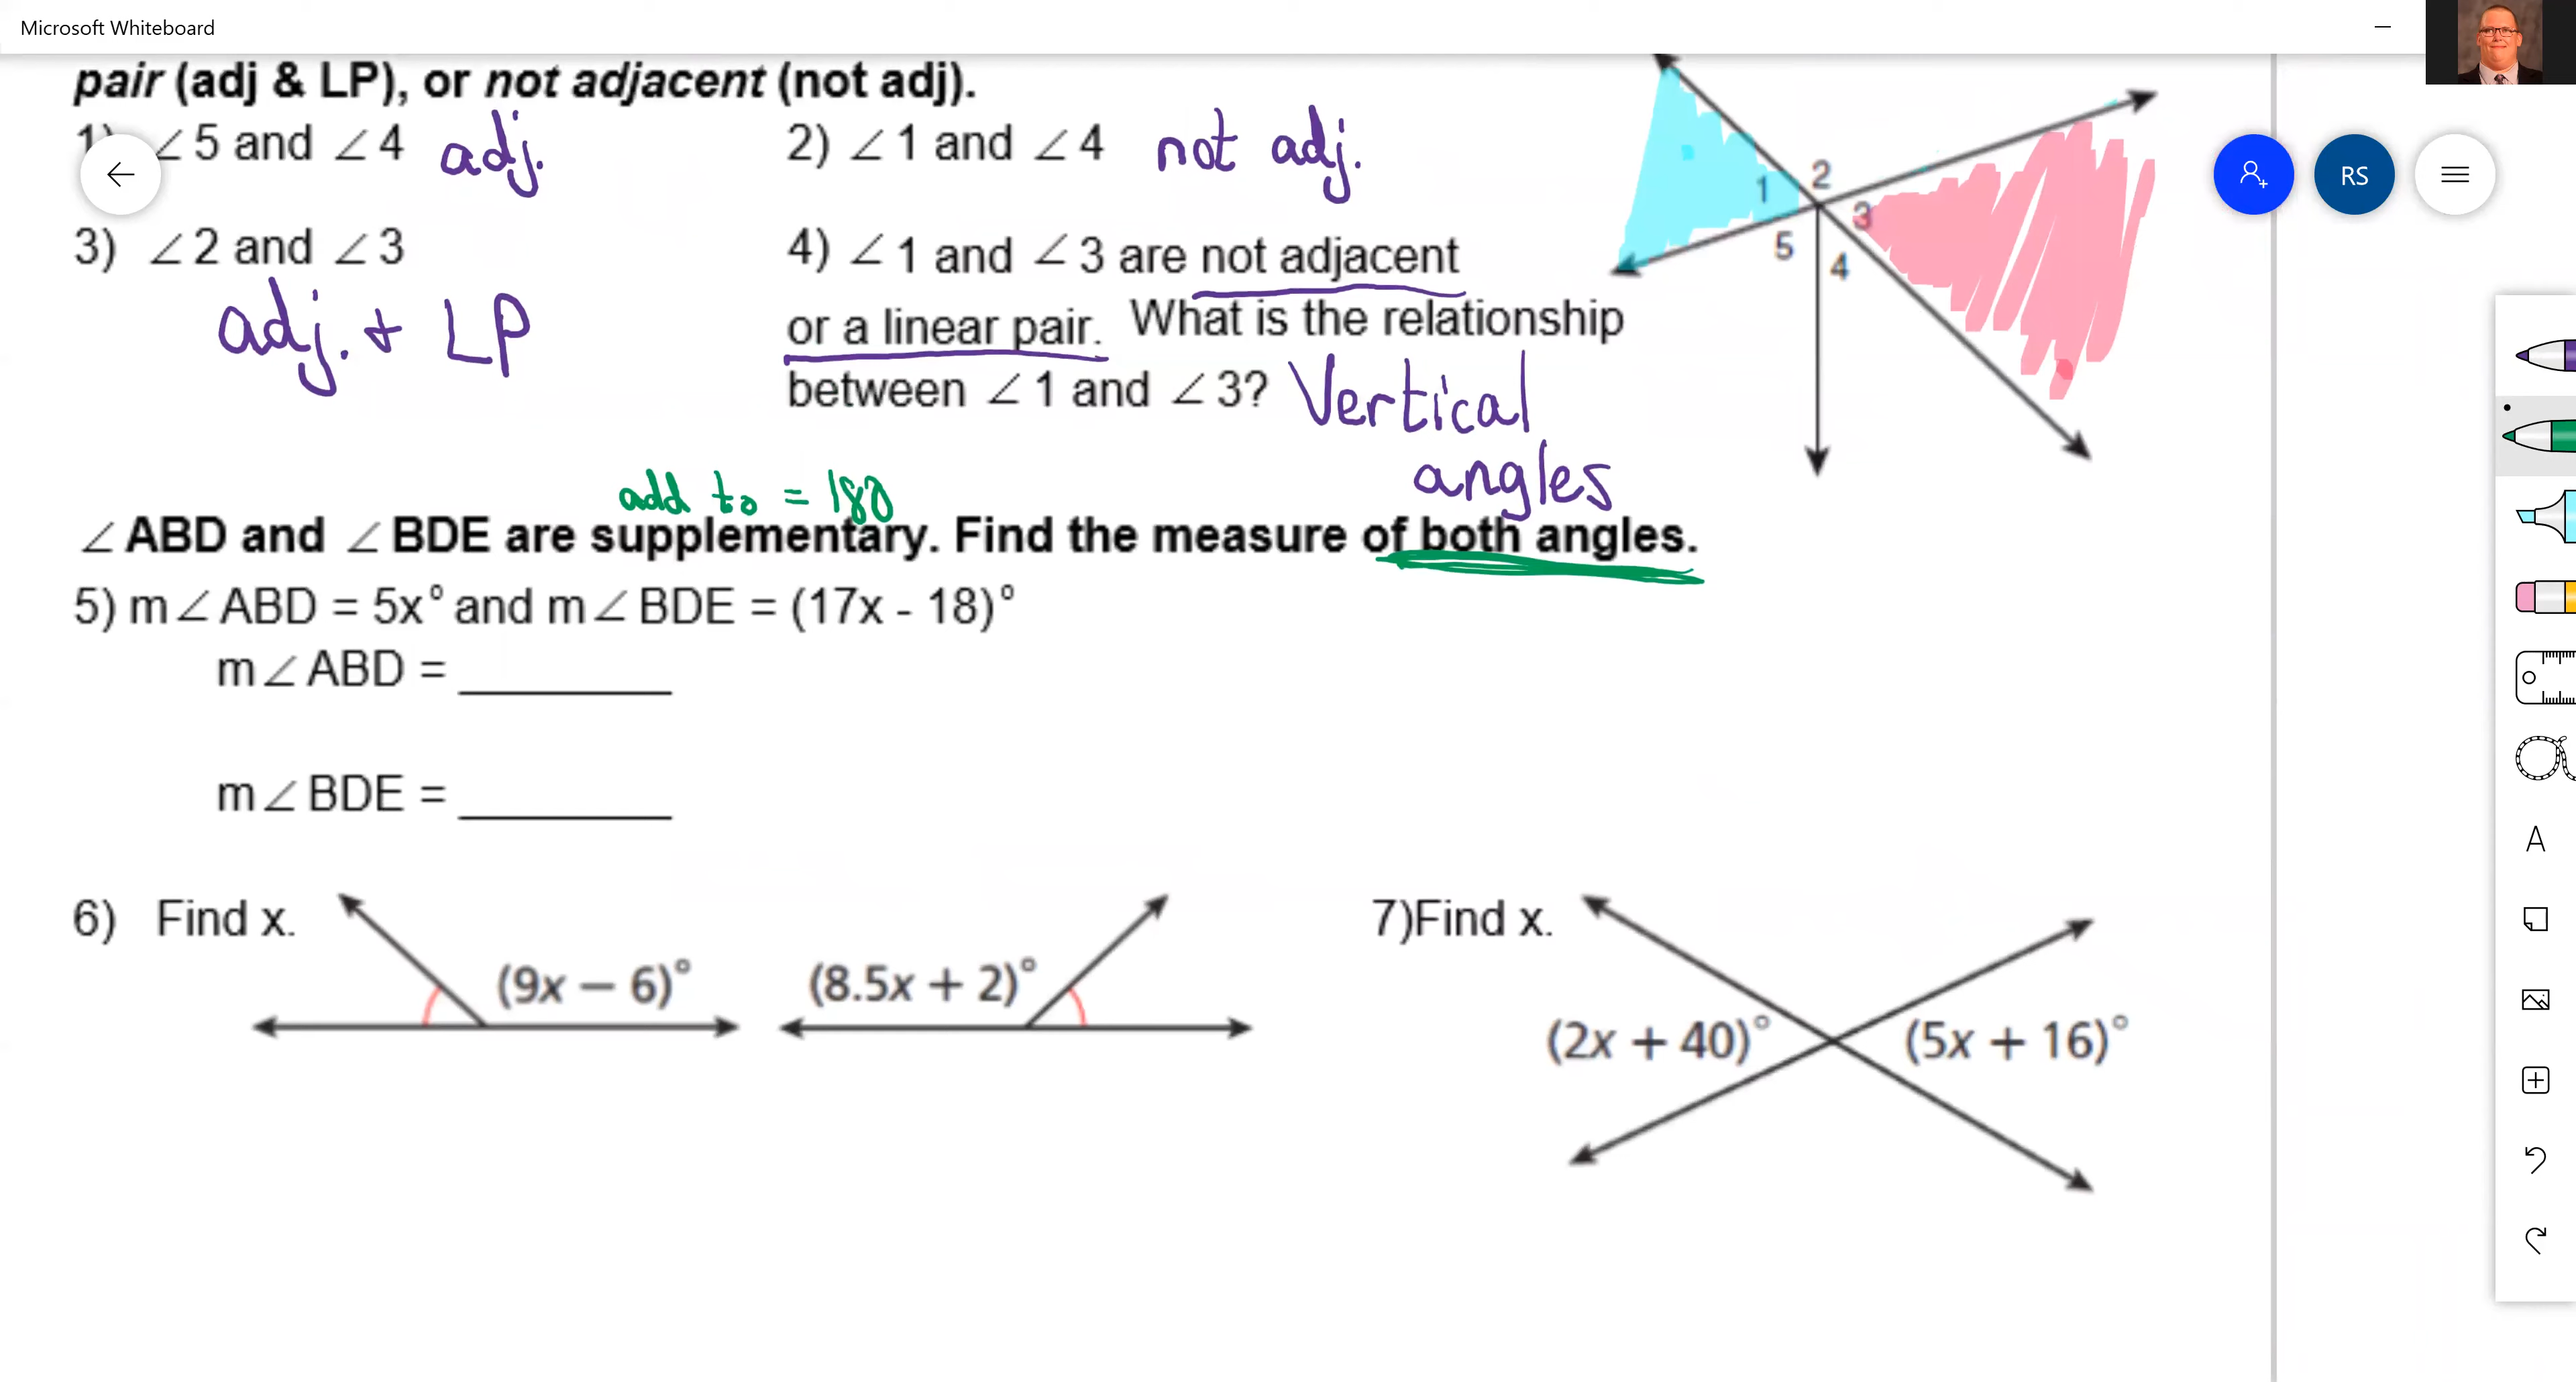 Microsoft Whiteboard
pair (adj & LP), or not adjacent (not adj).
1) ∠5 and ∠4 adj.
2) ∠1 and ∠4 not adj.
3) ∠2 and ∠3
adj. + LP
4) ∠1 and ∠3 are not adjacent
or a linear pair. What is the relationship
between ∠1 and ∠3? Vertical
angles
1
2
3
5
4
RS
add to = 180
∠ABD and ∠BDE are supplementary. Find the measure of both angles.
5) m∠ABD = 5x° and m∠BDE = (17x - 18)°
m∠ABD = ________
m∠BDE = ________
6) Find x.
(9x − 6)°
(8.5x + 2)°
7)Find x.
(2x + 40)°
(5x + 16)°
A